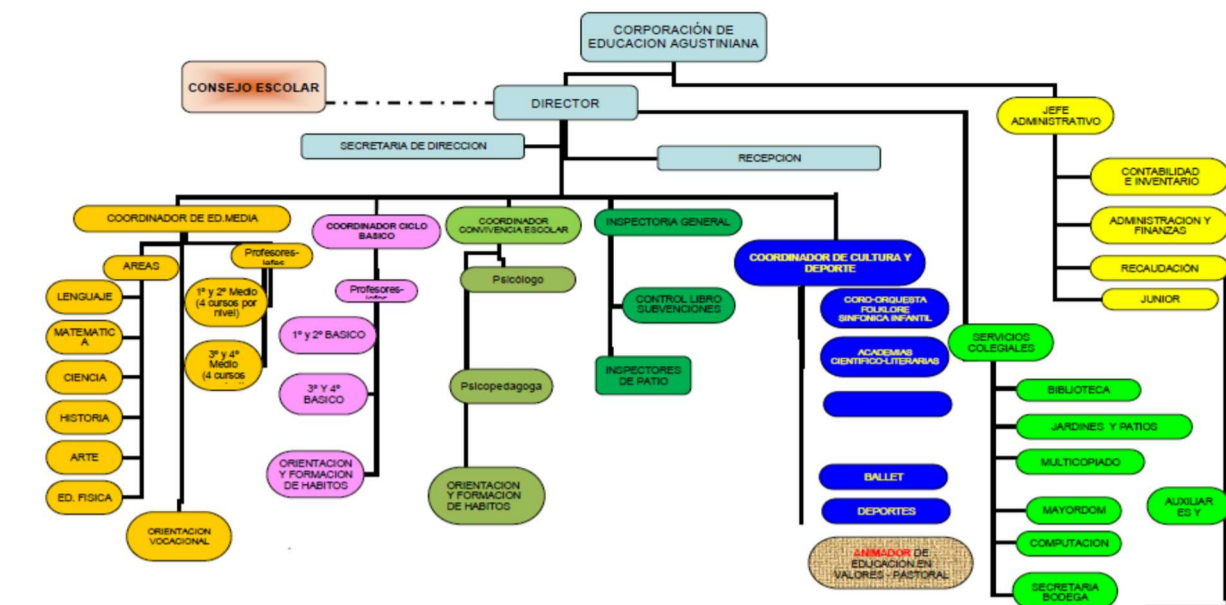 CORPORACIÓN DE
EDUCACION AGUSTINIANA
CONSEJO ESCOLAR
DIRECTOR
JEFE
ADMINISTRATIVO
SECRETARIA DE DIRECCION
RECEPCION
CONTABILIDAD
E INVENTARIO
ADMINISTRACION Y
FINANZAS
RECAUDACIÓN
JUNIOR
COORDINADOR DE ED.MEDIA
AREAS
LENGUAJE
MATEMATIC
A
CIENCIA
HISTORIA
ARTE
ED. FISICA
Profesores-
1º y 2º Medio
(4 cursos por
nivel)
3º y 4º
Medio
(4 cursos
ORIENTACION
VOCACIONAL
COORDINADOR CICLO
BASICO
Profesores-
1º y 2º BASICO
3º Y 4º
BASICO
ORIENTACION
Y FORMACION
DE HABITOS
COORDINADOR
CONVIVENCIA ESCOLAR
Psicólogo
Psicopedagoga
ORIENTACION
Y FORMACION
DE HABITOS
INSPECTORIA GENERAL
CONTROL LIBRO
SUBVENCIONES
INSPECTORES
DE PATIO
COORDINADOR DE CULTURA Y
DEPORTE
CORO-ORQUESTA
FOLKLORE
SINFONICA INFANTIL
ACADEMIAS
CIENTIFICO-LITERARIAS
BALLET
DEPORTES
ANIMADOR DE
EDUCACION EN
VALORES - PASTORAL
SERVICIOS
COLEGIALES
BIBLIOTECA
JARDINES Y PATIOS
MULTICOPIADO
MAYORDOM
COMPUTACION
SECRETARIA
BODEGA
AUXILIAR
ES Y